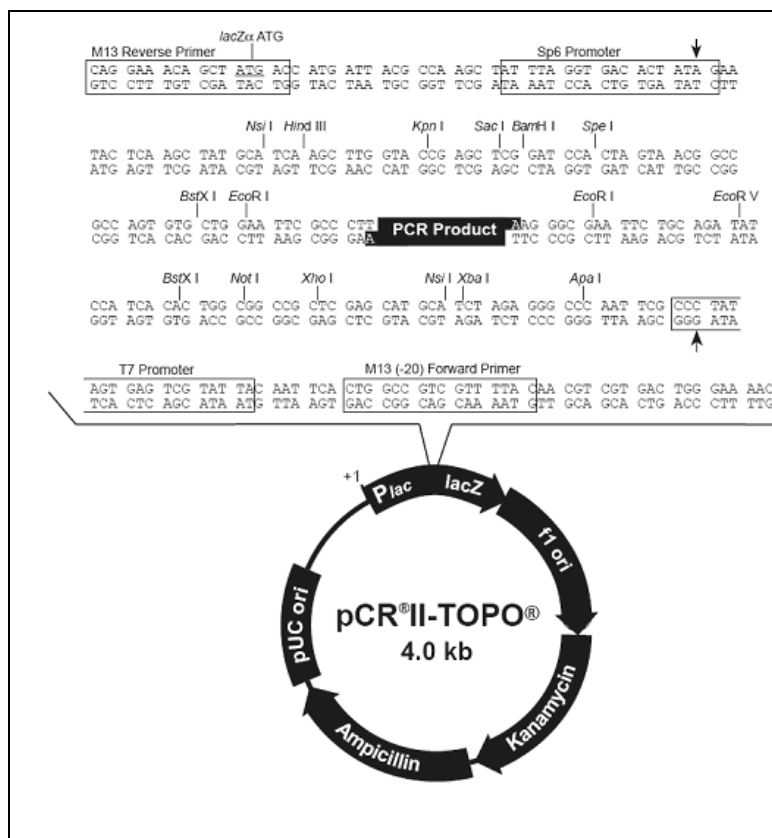 lacZα ATG
M13 Reverse Primer Sp6 Promoter
CAG GAA ACA GCT ATG ACC ATG ATT ACG CCA AGC TAT TTA GGT GAC ACT ATA GAA
GTC CTT TGT CGA TAC TGG TAC TAA TGC GGT TCG ATA AAT CCA CTG TGA TAT CTT
Nsi I Hind III Kpn I Sac I BamH I Spe I
TAC TCA AGC TAT GCA TCA AGC TTG GTA CCG AGC TCG GAT CCA CTA GTA ACG GCC
ATG AGT TCG ATA CGT AGT TCG AAC CAT GGC TCG AGC CTA GGT GAT CAT TGC CGG
BstX I EcoR I EcoR I EcoR V
GCC AGT GTG CTG GAA TTC GCC CTT AAG GGC GAA TTC TGC AGA TAT
CGG TCA CAC GAC CTT AAG CGG GAA PCR Product TTC CCG CTT AAG ACG TCT ATA
BstX I Not I Xho I Nsi I Xba I Apa I
CCA TCA CAC TGG CGG CCG CTC GAG CAT GCA TCT AGA GGG CCC AAT TCG CCC TAT
GGT AGT GTG ACC GCC GGC GAG CTC GTA CGT AGA TCT CCC GGG TTA AGC GGG ATA
T7 Promoter M13 (-20) Forward Primer
AGT GAG TCG TAT TAC AAT TCA CTG GCC GTC GTT TTA CAA CGT CGT GAC TGG GAA AAC
TCA CTC AGC ATA ATG TTA AGT GAC CGG CAG CAA AAT GTT GCA GCA CTG ACC CTT TTG
+1
Plac lacZ
f1 ori
pUC ori
pCR®II-TOPO®
4.0 kb
Kanamycin
Ampicillin